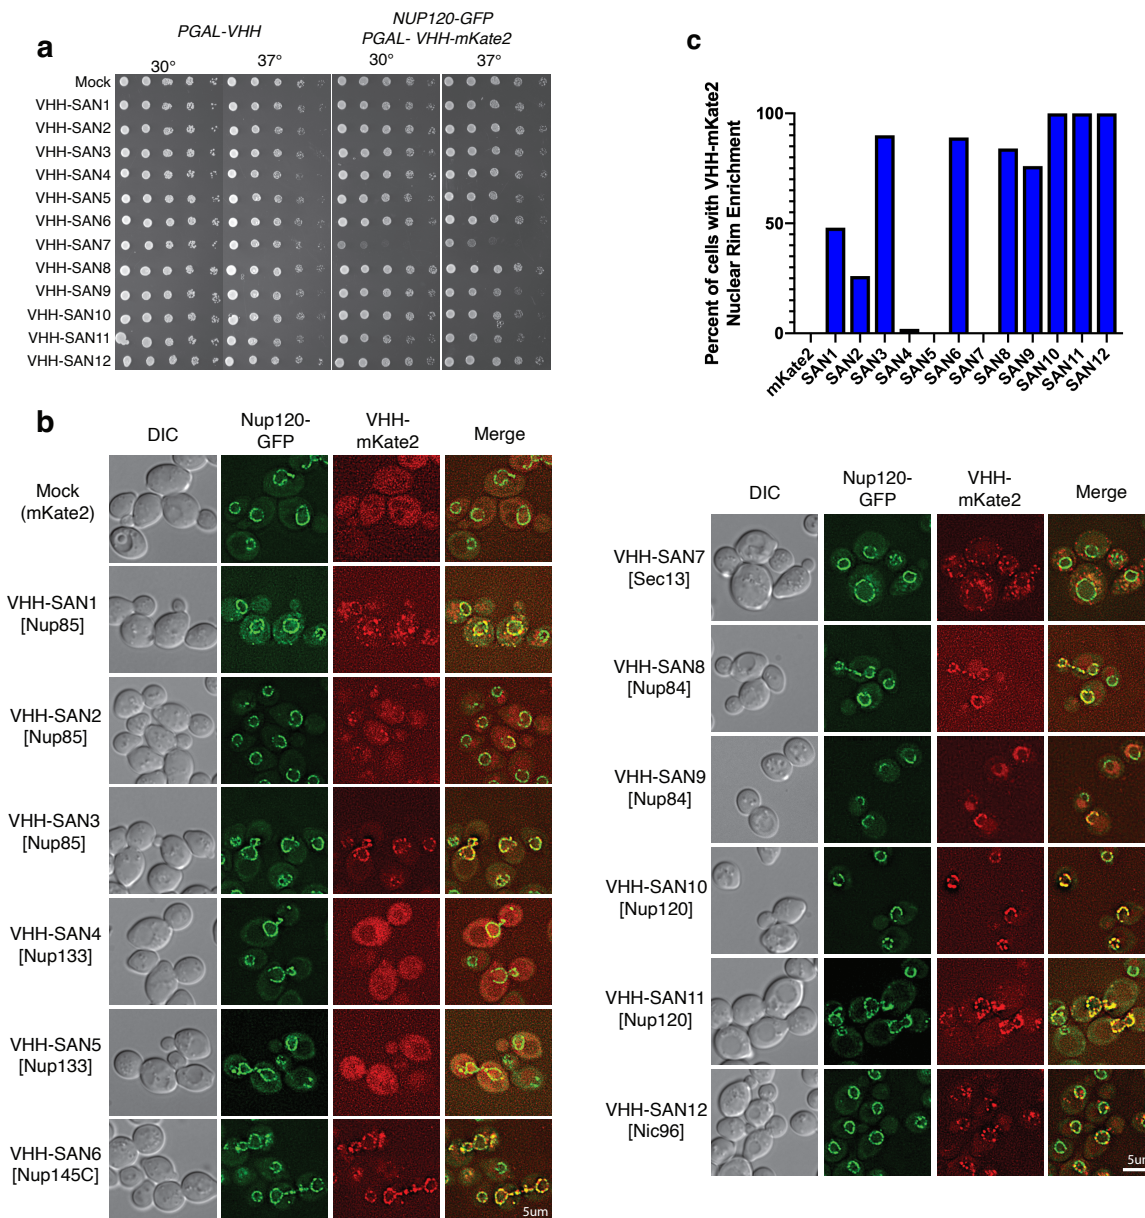 a
PGAL-VHH
NUP120-GFP
PGAL- VHH-mKate2
30°
37°
30°
37°
Mock
VHH-SAN1
VHH-SAN2
VHH-SAN3
VHH-SAN4
VHH-SAN5
VHH-SAN6
VHH-SAN7
VHH-SAN8
VHH-SAN9
VHH-SAN10
VHH-SAN11
VHH-SAN12
c
Percent of cells with VHH-mKate2
Nuclear Rim Enrichment
100
50
0
mKate2
SAN1
SAN2
SAN3
SAN4
SAN5
SAN6
SAN7
SAN8
SAN9
SAN10
SAN11
SAN12
b
DIC
Nup120-
GFP
VHH-
mKate2
Merge
Mock
(mKate2)
VHH-SAN1
[Nup85]
VHH-SAN2
[Nup85]
VHH-SAN3
[Nup85]
VHH-SAN4
[Nup133]
VHH-SAN5
[Nup133]
VHH-SAN6
[Nup145C]
5um
DIC
Nup120-
GFP
VHH-
mKate2
Merge
VHH-SAN7
[Sec13]
VHH-SAN8
[Nup84]
VHH-SAN9
[Nup84]
VHH-SAN10
[Nup120]
VHH-SAN11
[Nup120]
VHH-SAN12
[Nic96]